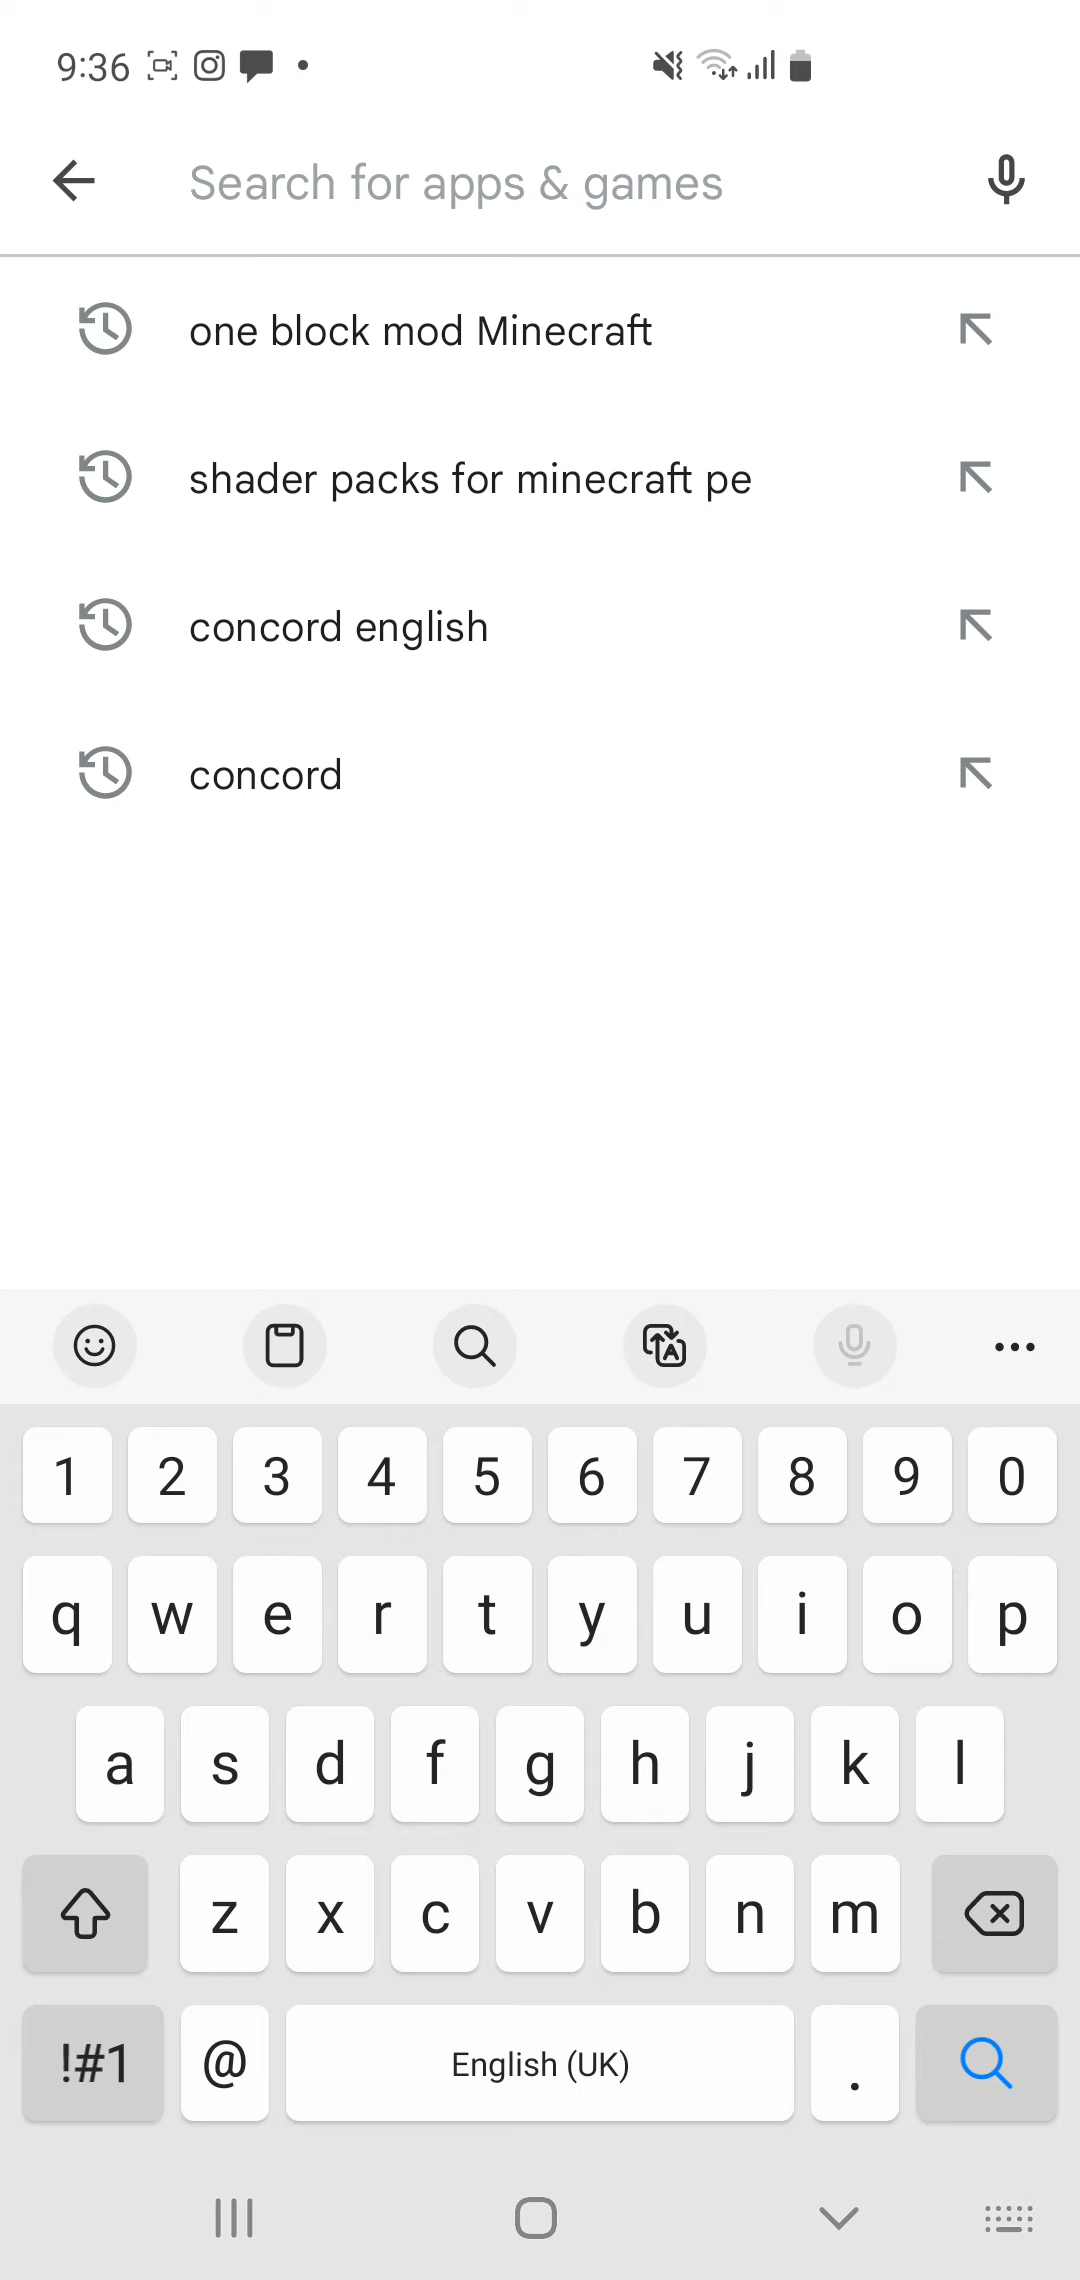 9:36
Search for apps & games
one block mod Minecraft
shader packs for minecraft pe
concord english
concord
1 2 3 4 5 6 7 8 9 0
q w e r t y u i o p
a s d f g h j k l
z x c v b n m
!#1 @ English (UK) .